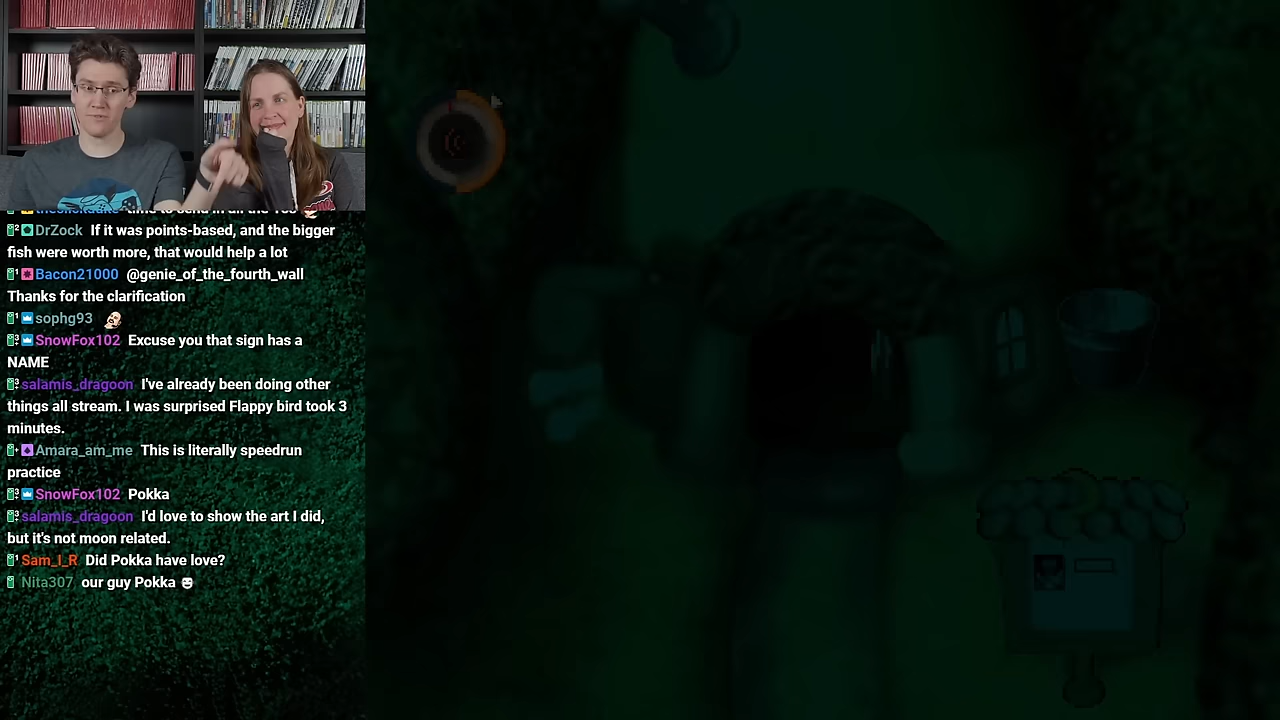 DrZock If it was points-based, and the bigger
fish were worth more, that would help a lot
Bacon21000 @genie_of_the_fourth_wall
Thanks for the clarification
sophg93
SnowFox102 Excuse you that sign has a
NAME
salamis_dragoon I've already been doing other
things all stream. I was surprised Flappy bird took 3
minutes.
Amara_am_me This is literally speedrun
practice
SnowFox102 Pokka
salamis_dragoon I'd love to show the art I did,
but it's not moon related.
Sam_I_R Did Pokka have love?
Nita307 our guy Pokka